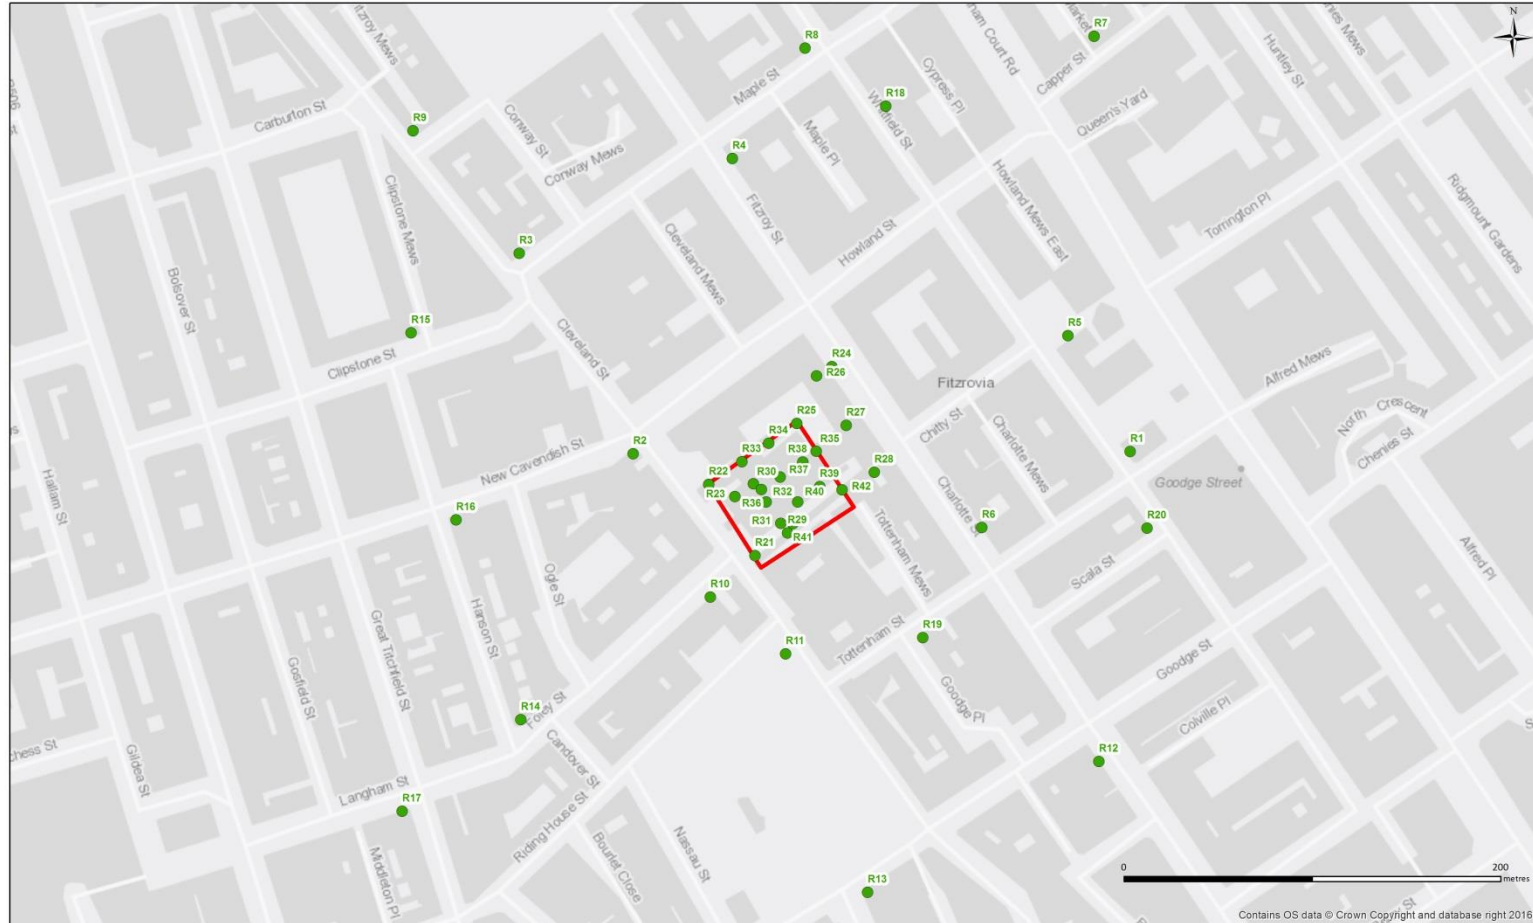 N
R7
R8
Fitzroy Mews
Market
Tottenham Court Rd
Huntley St
Maple St
Cypress Pl
Capper St
R18
Whitfield St
Queen's Yard
Carburton St
R9
Conway St
Conway Mews
Maple Pl
R4
Howland Mews East
Ridgmount Gardens
Clipstone Mews
Fitzroy St
Torrington Pl
Howland St
R3
Cleveland Mews
Bolsover St
R15
Clipstone St
Cleveland St
R5
R24
R26
Fitzrovia
Alfred Mews
North Crescent
Chenies St
R25
R27
Chitty St
Charlotte Mews
R34
R35
R1
R2
New Cavendish St
R33
R38
R28
R22
R30
R37
R39
Goodge Street
Hallam St
R23
R32
R40
R42
Charlotte St
R36
R16
R31
R29
R6
R20
R41
R21
Tottenham Mews
Scala St
Alfred Pl
Ogle St
R10
Hanson St
Great Titchfield St
Gosfield St
R11
Tottenham St
R19
Goodge St
Goodge Pl
Colville Pl
R14
Foley St
Candover St
R12
Gildea St
Langham St
R17
Riding House St
Nassau St
Bourlet Close
Middleton Pl
R13
0
200
metres
Contains OS data © Crown Copyright and database right 2016